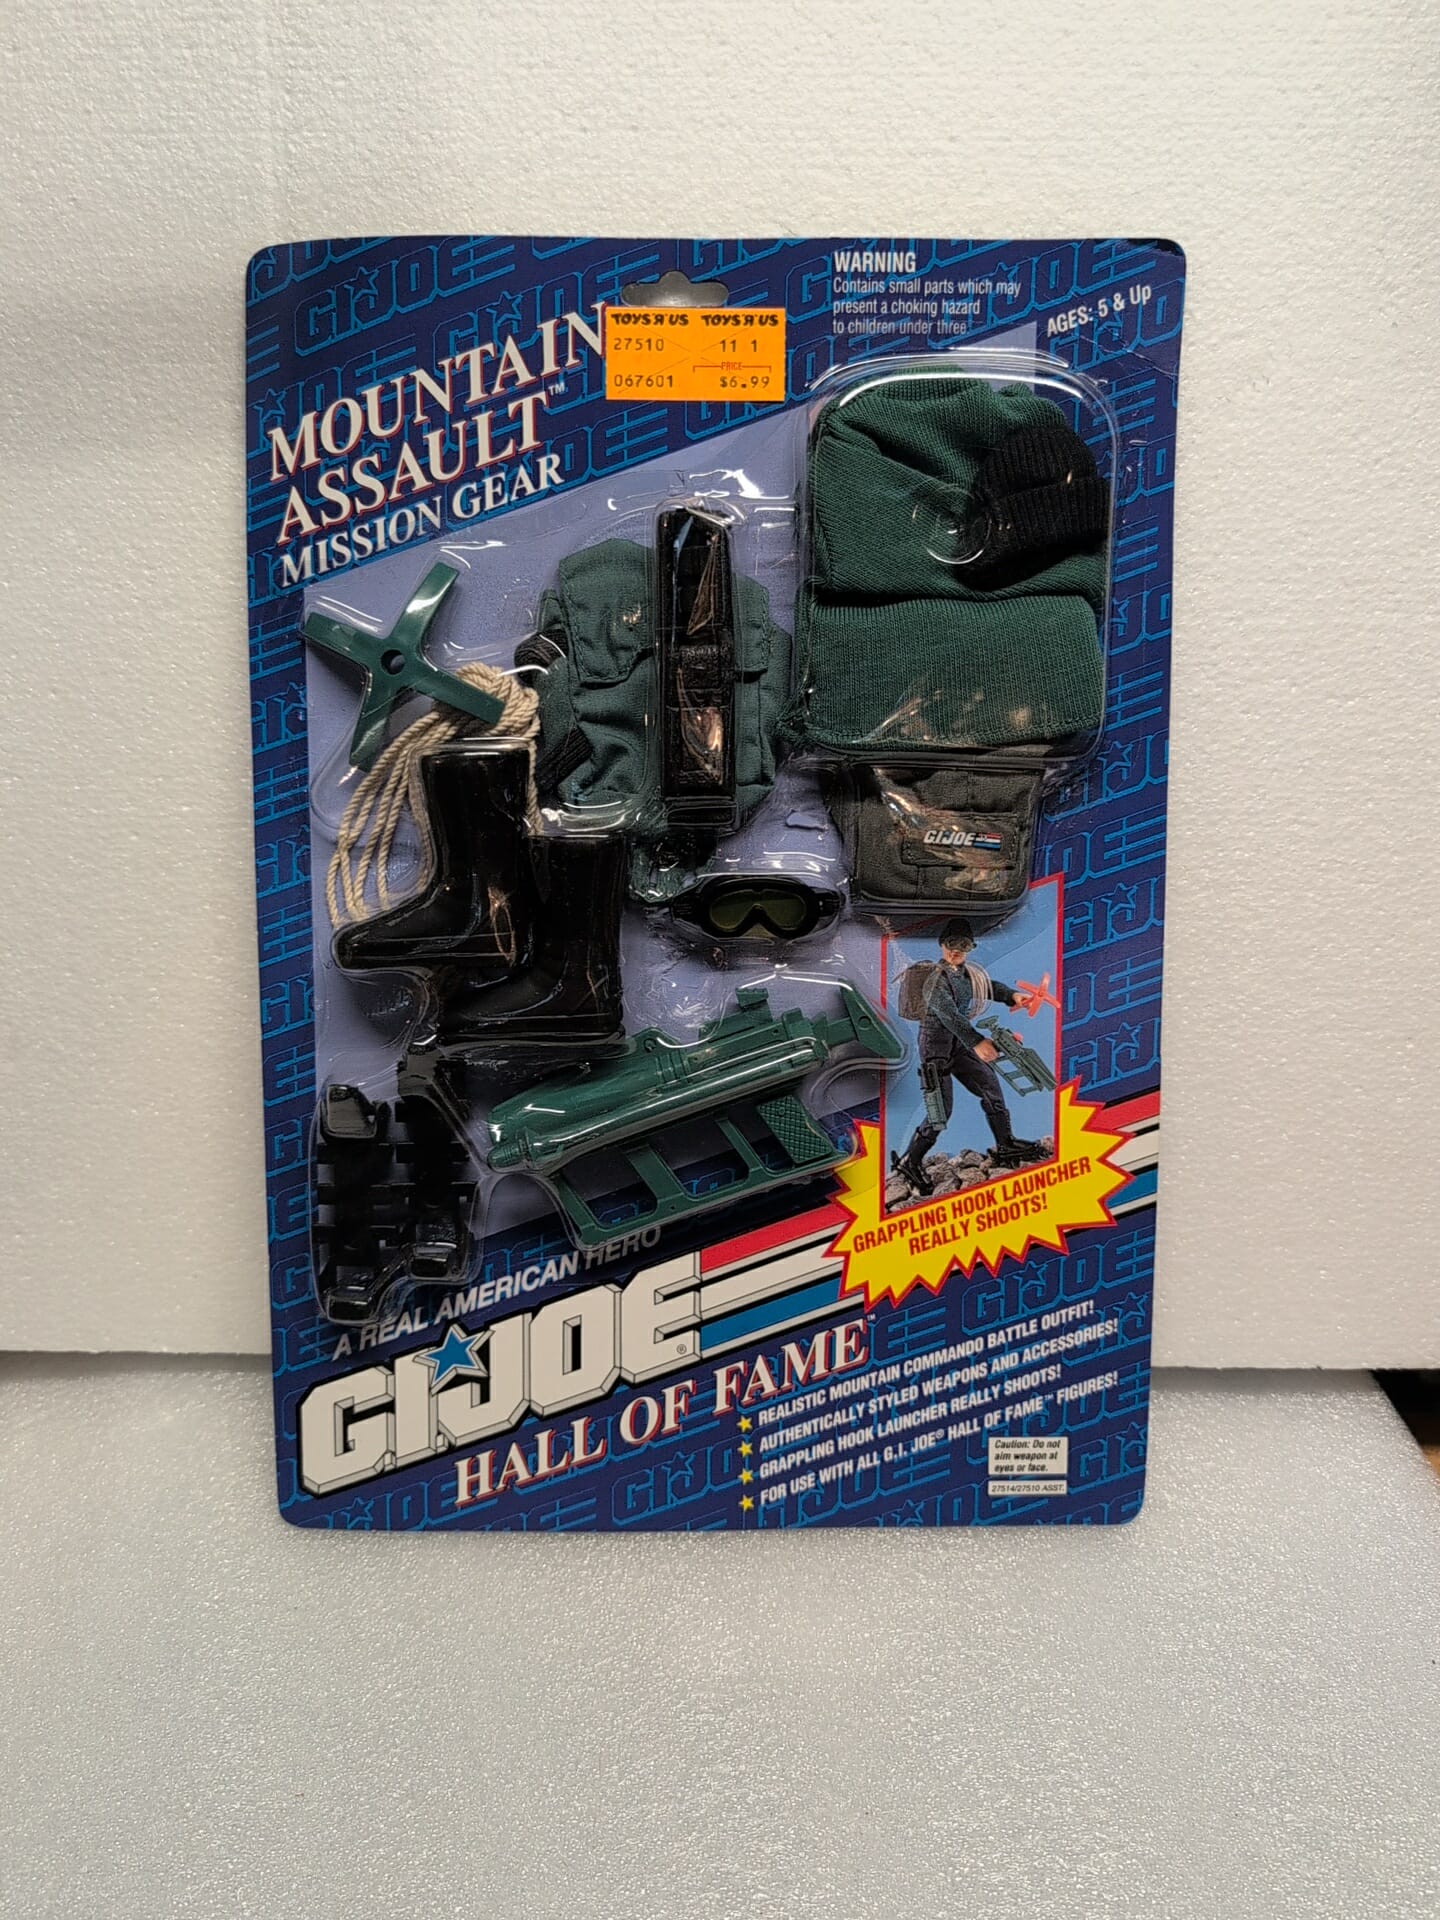 WARNING
Contains small parts which may
present a choking hazard
to children under three.
AGES: 5 & Up
TOYS "R" US TOYS "R" US
27510 11 1
PRICE
067601 $6.99
MOUNTAIN
ASSAULT™
MISSION GEAR
G.I.JOE
GRAPPLING HOOK LAUNCHER
REALLY SHOOTS!
A REAL AMERICAN HERO
G.I.JOE®
HALL OF FAME™
REALISTIC MOUNTAIN COMMANDO BATTLE OUTFIT!
AUTHENTICALLY STYLED WEAPONS AND ACCESSORIES!
GRAPPLING HOOK LAUNCHER REALLY SHOOTS!
FOR USE WITH ALL G.I. JOE® HALL OF FAME™ FIGURES!
Caution: Do not
aim weapon at
eyes or face.
27514/27510 ASST.